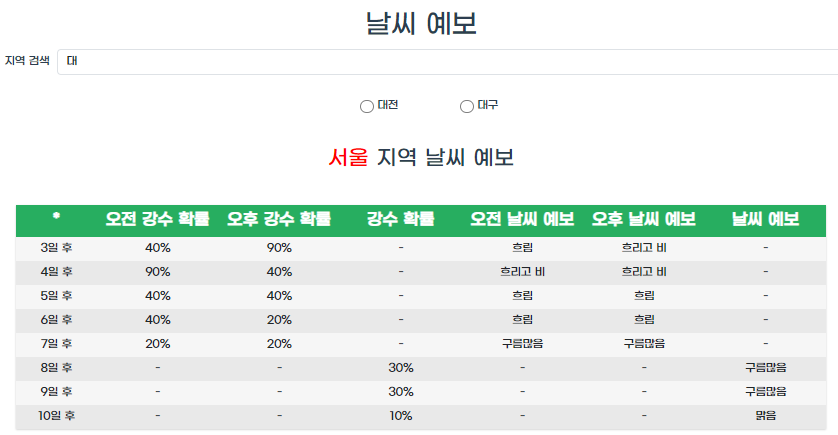 날씨 예보
지역 검색 대
대전 대구
서울 지역 날씨 예보
* 오전 강수 확률 오후 강수 확률 강수 확률 오전 날씨 예보 오후 날씨 예보 날씨 예보
3일 후 40% 90% - 흐림 흐리고 비 -
4일 후 90% 40% - 흐리고 비 흐리고 비 -
5일 후 40% 40% - 흐림 흐림 -
6일 후 40% 20% - 흐림 흐림 -
7일 후 20% 20% - 구름많음 구름많음 -
8일 후 - - 30% - - 구름많음
9일 후 - - 30% - - 구름많음
10일 후 - - 10% - - 맑음